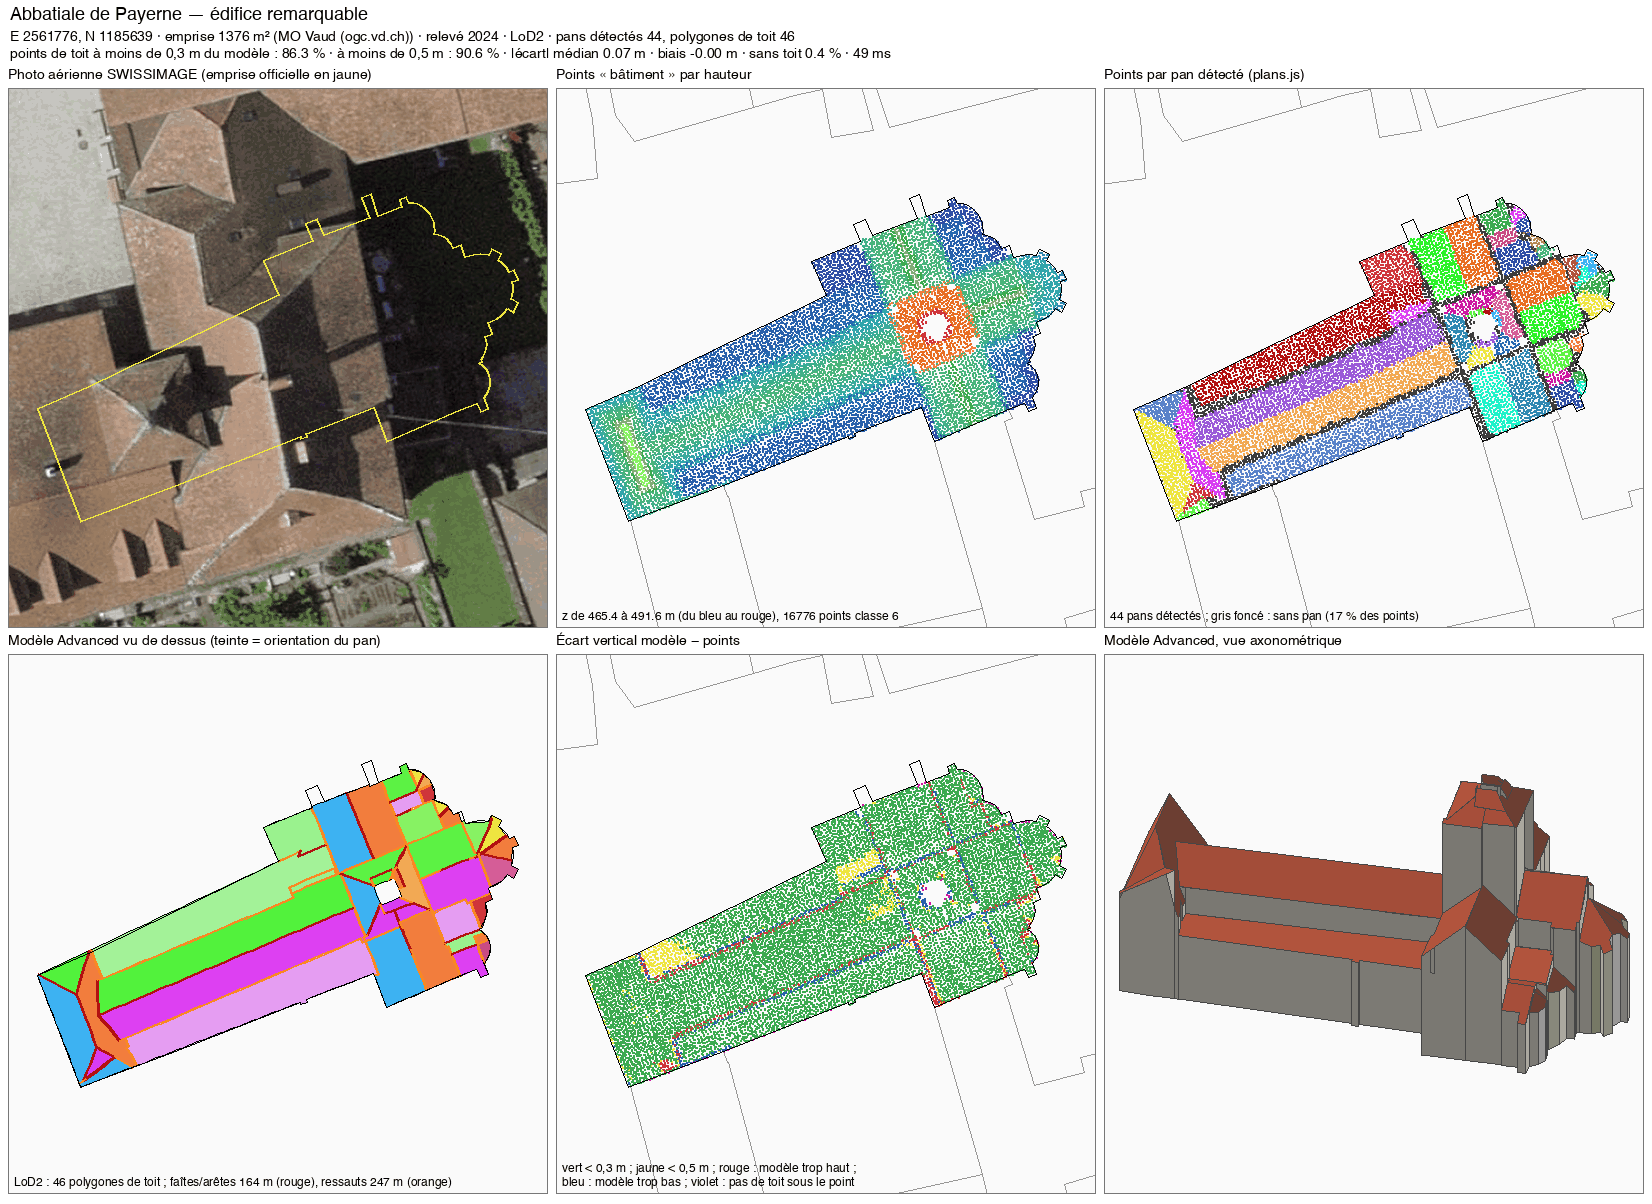 Abbatiale de Payerne — édifice remarquable
E 2561776, N 1185639 · emprise 1376 m² (MO Vaud (ogc.vd.ch)) · relevé 2024 · LoD2 · pans détectés 44, polygones de toit 46
points de toit à moins de 0,3 m du modèle : 86.3 % · à moins de 0,5 m : 90.6 % · |écart| médian 0.07 m · biais -0.00 m · sans toit 0.4 % · 49 ms
Photo aérienne SWISSIMAGE (emprise officielle en jaune)
Points « bâtiment » par hauteur
Points par pan détecté (plans.js)
z de 465.4 à 491.6 m (du bleu au rouge), 16776 points classe 6
44 pans détectés ; gris foncé : sans pan (17 % des points)
Modèle Advanced vu de dessus (teinte = orientation du pan)
Écart vertical modèle – points
Modèle Advanced, vue axonométrique
LoD2 : 46 polygones de toit ; faîtes/arêtes 164 m (rouge), ressauts 247 m (orange)
vert < 0,3 m ; jaune < 0,5 m ; rouge : modèle trop haut ;
bleu : modèle trop bas ; violet : pas de toit sous le point